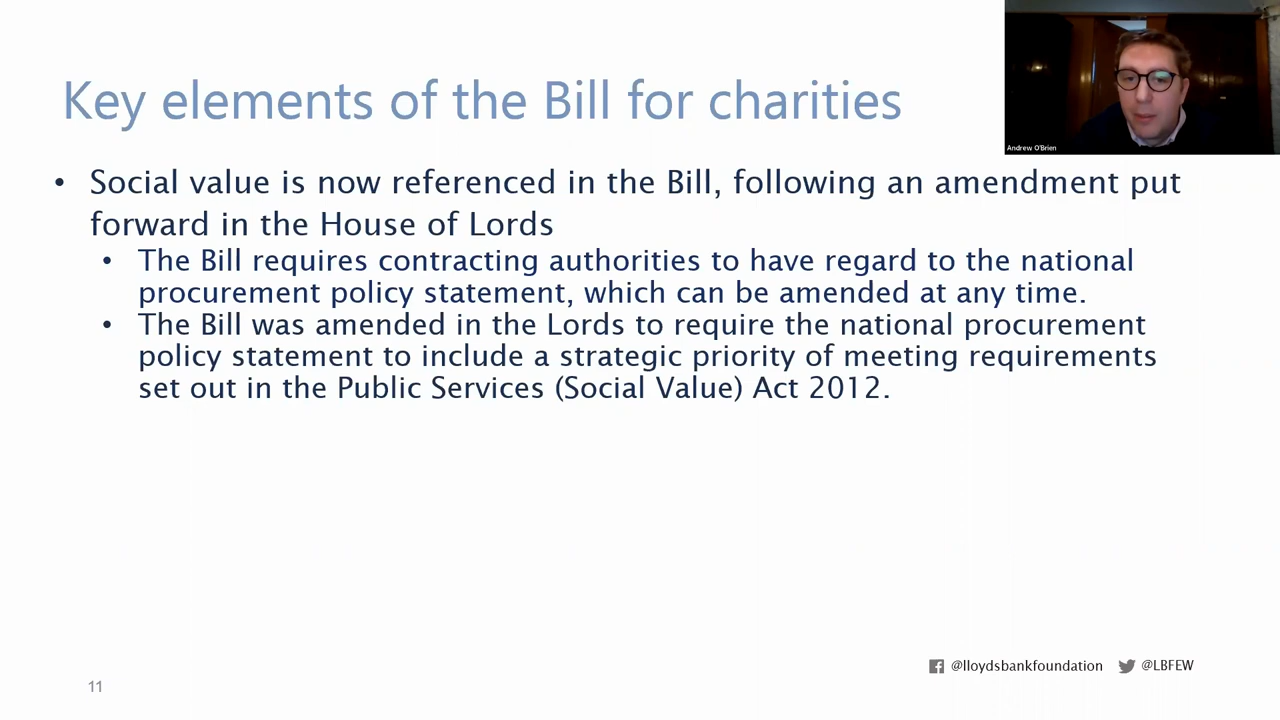 Key elements of the Bill for charities
Andrew O'Brien
• Social value is now referenced in the Bill, following an amendment put
forward in the House of Lords
• The Bill requires contracting authorities to have regard to the national
procurement policy statement, which can be amended at any time.
• The Bill was amended in the Lords to require the national procurement
policy statement to include a strategic priority of meeting requirements
set out in the Public Services (Social Value) Act 2012.
@lloydsbankfoundation @LBFEW
11